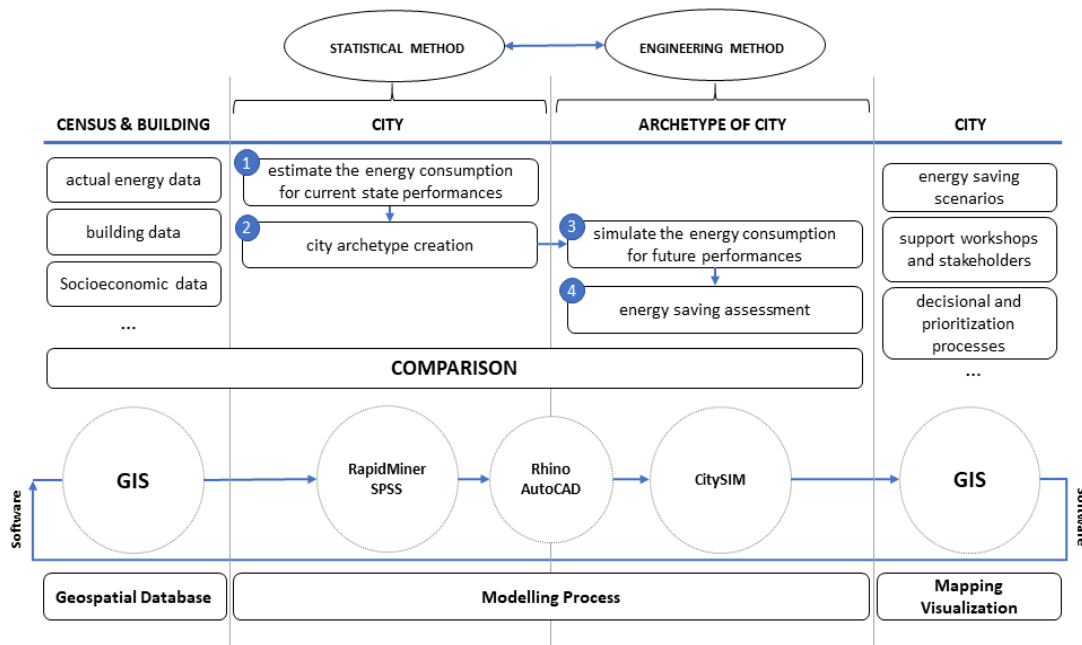 STATISTICAL METHOD
ENGINEERING METHOD
CENSUS & BUILDING
CITY
ARCHETYPE OF CITY
CITY
actual energy data
building data
Socioeconomic data
...
1
estimate the energy consumption
for current state performances
2
city archetype creation
3
simulate the energy consumption
for future performances
4
energy saving assessment
energy saving
scenarios
support workshops
and stakeholders
decisional and
prioritization
processes
...
COMPARISON
Software
GIS
RapidMiner
SPSS
Rhino
AutoCAD
CitySIM
GIS
Software
Geospatial Database
Modelling Process
Mapping
Visualization